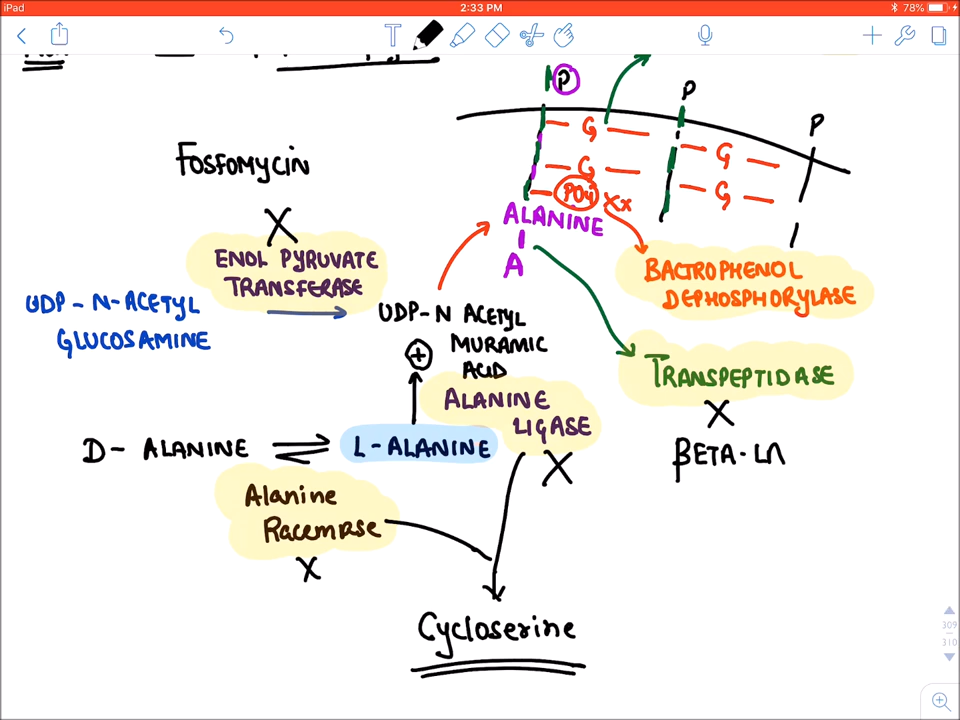 iPad
2:33 PM
78%
T
P
P
P
G
G
G
G
PO4
XX
FOSFOMYCIN
X
ALANINE
A
ENOL PYRUVATE
TRANSFERASE
BACTROPHENOL
DEPHOSPHORYLASE
UDP-N-ACETYL
GLUCOSAMINE
UDP-N ACETYL
MURAMIC
ACID
+
TRANSPEPTIDASE
X
BETA-LA
ALANINE
LIGASE
X
D- ALANINE
L-ALANINE
Alanine
Racemase
X
Cycloserine
309
310